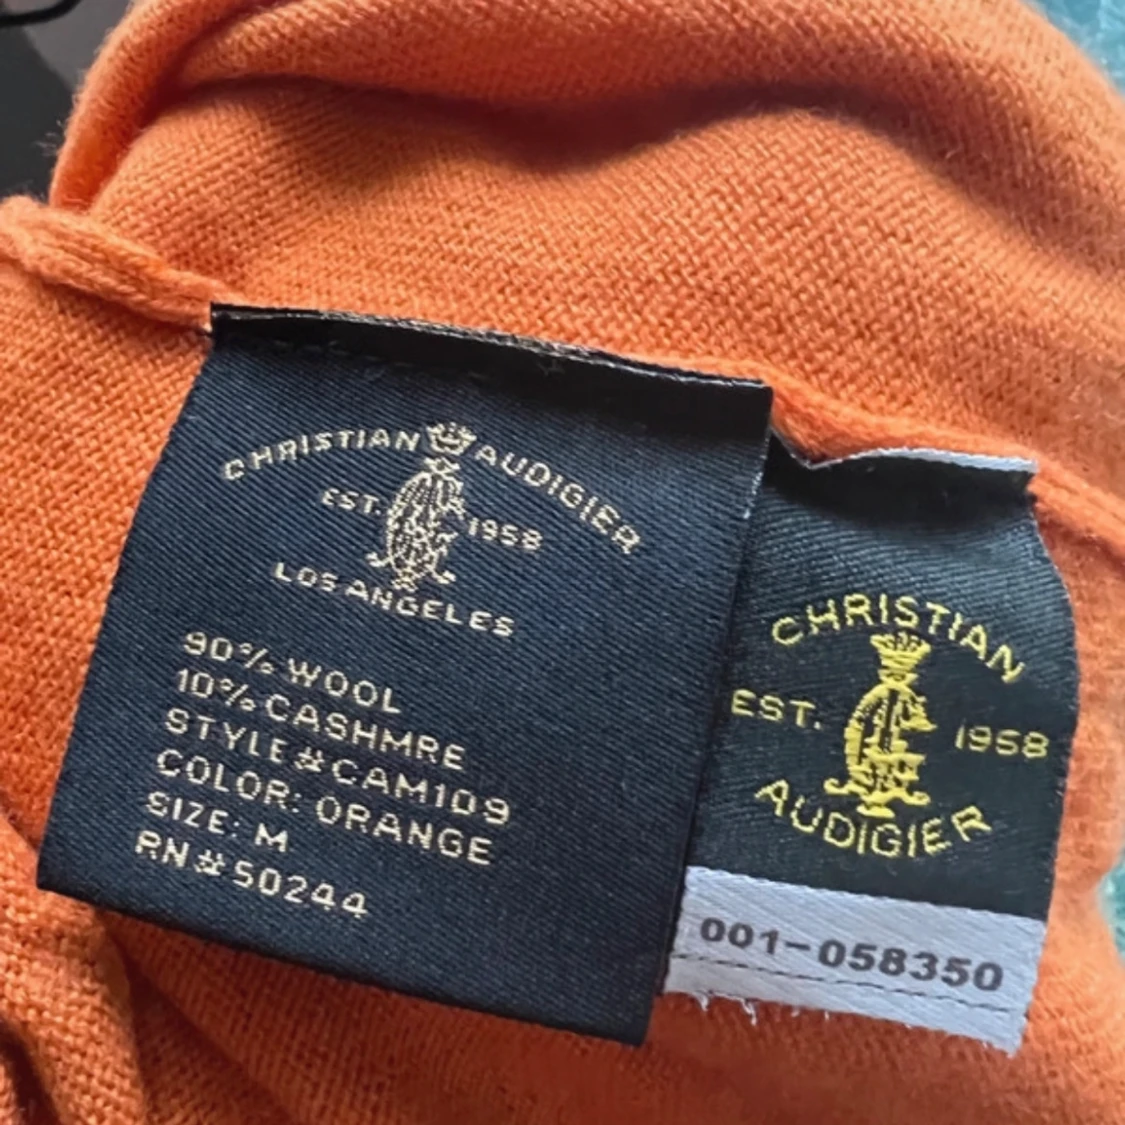 CHRISTIAN AUDIGIER
EST. 1958
LOS ANGELES
90% WOOL
10% CASHMRE
STYLE#CAM109
COLOR: ORANGE
SIZE: M
RN#50244
CHRISTIAN
EST. 1958
AUDIGIER
001-058350